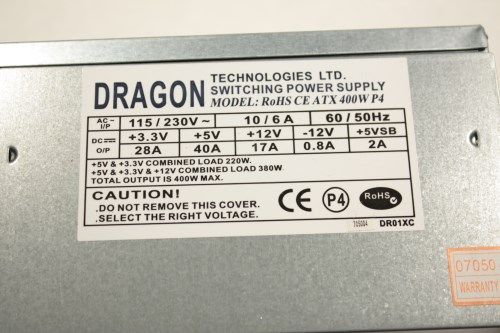 DRAGON TECHNOLOGIES LTD.
SWITCHING POWER SUPPLY
MODEL: RoHS CE ATX 400W P4
AC~ I/P 115 / 230V ~ 10 / 6 A 60 / 50Hz
DC⎓ O/P +3.3V +5V +12V -12V +5VSB
28A 40A 17A 0.8A 2A
+5V & +3.3V COMBINED LOAD 220W.
+5V & +3.3V & +12V COMBINED LOAD 380W.
TOTAL OUTPUT IS 400W MAX.
CAUTION!
.DO NOT REMOVE THIS COVER.
.SELECT THE RIGHT VOLTAGE.
CE P4 RoHS
705004 DR01XC
07050
WARRANTY